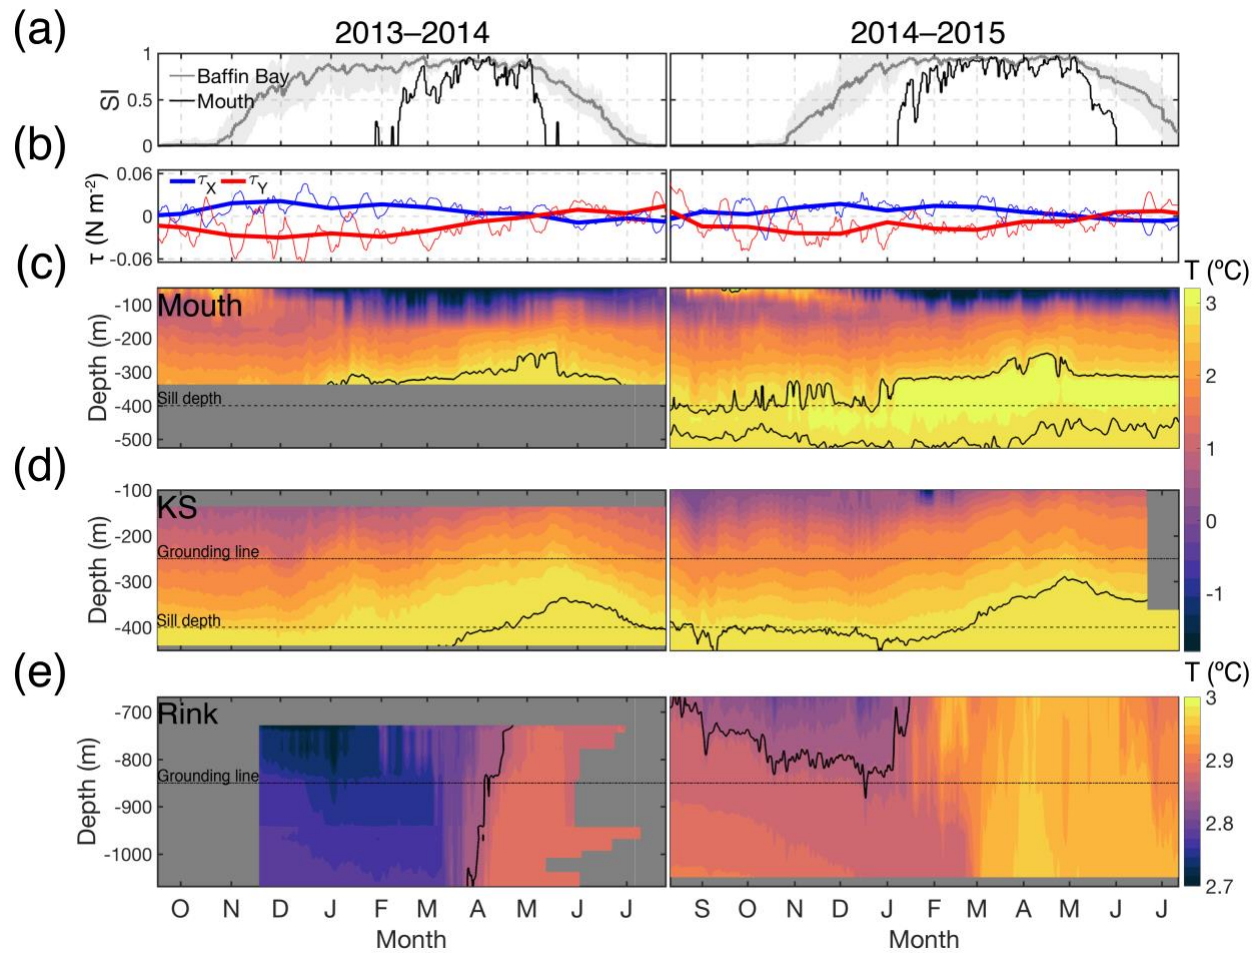 (a)
2013–2014
2014–2015
1
Baffin Bay
SI
0.5
Mouth
0
(b)
0.06
τX
τY
τ (N m-2)
0
-0.06
(c)
T (ºC)
Mouth
-100
-200
Depth (m)
-300
Sill depth
-400
-500
3
2
1
0
-1
(d)
KS
-100
-200
Grounding line
Depth (m)
-300
Sill depth
-400
(e)
T (ºC)
Rink
-700
Depth (m)
-800
Grounding line
-900
-1000
3
2.9
2.8
2.7
O N D J F M A M J J
S O N D J F M A M J J
Month
Month